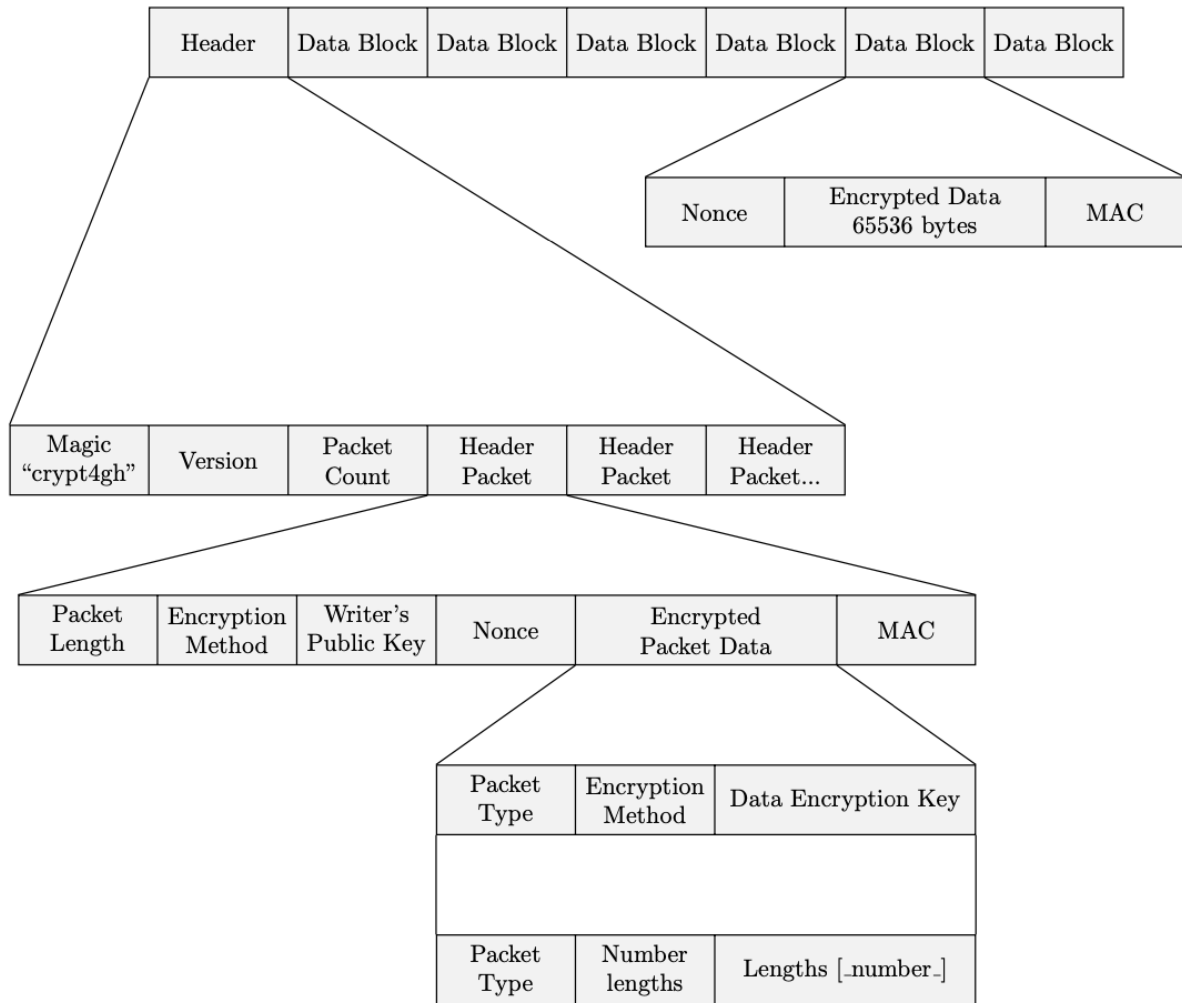 Header Data Block Data Block Data Block Data Block Data Block Data Block
Nonce
Encrypted Data
65536 bytes
MAC
Magic
“crypt4gh”
Version
Packet
Count
Header
Packet
Header
Packet
Header
Packet...
Packet
Length
Encryption
Method
Writer’s
Public Key
Nonce
Encrypted
Packet Data
MAC
Packet
Type
Encryption
Method
Data Encryption Key
Packet
Type
Number
lengths
Lengths [_number_]